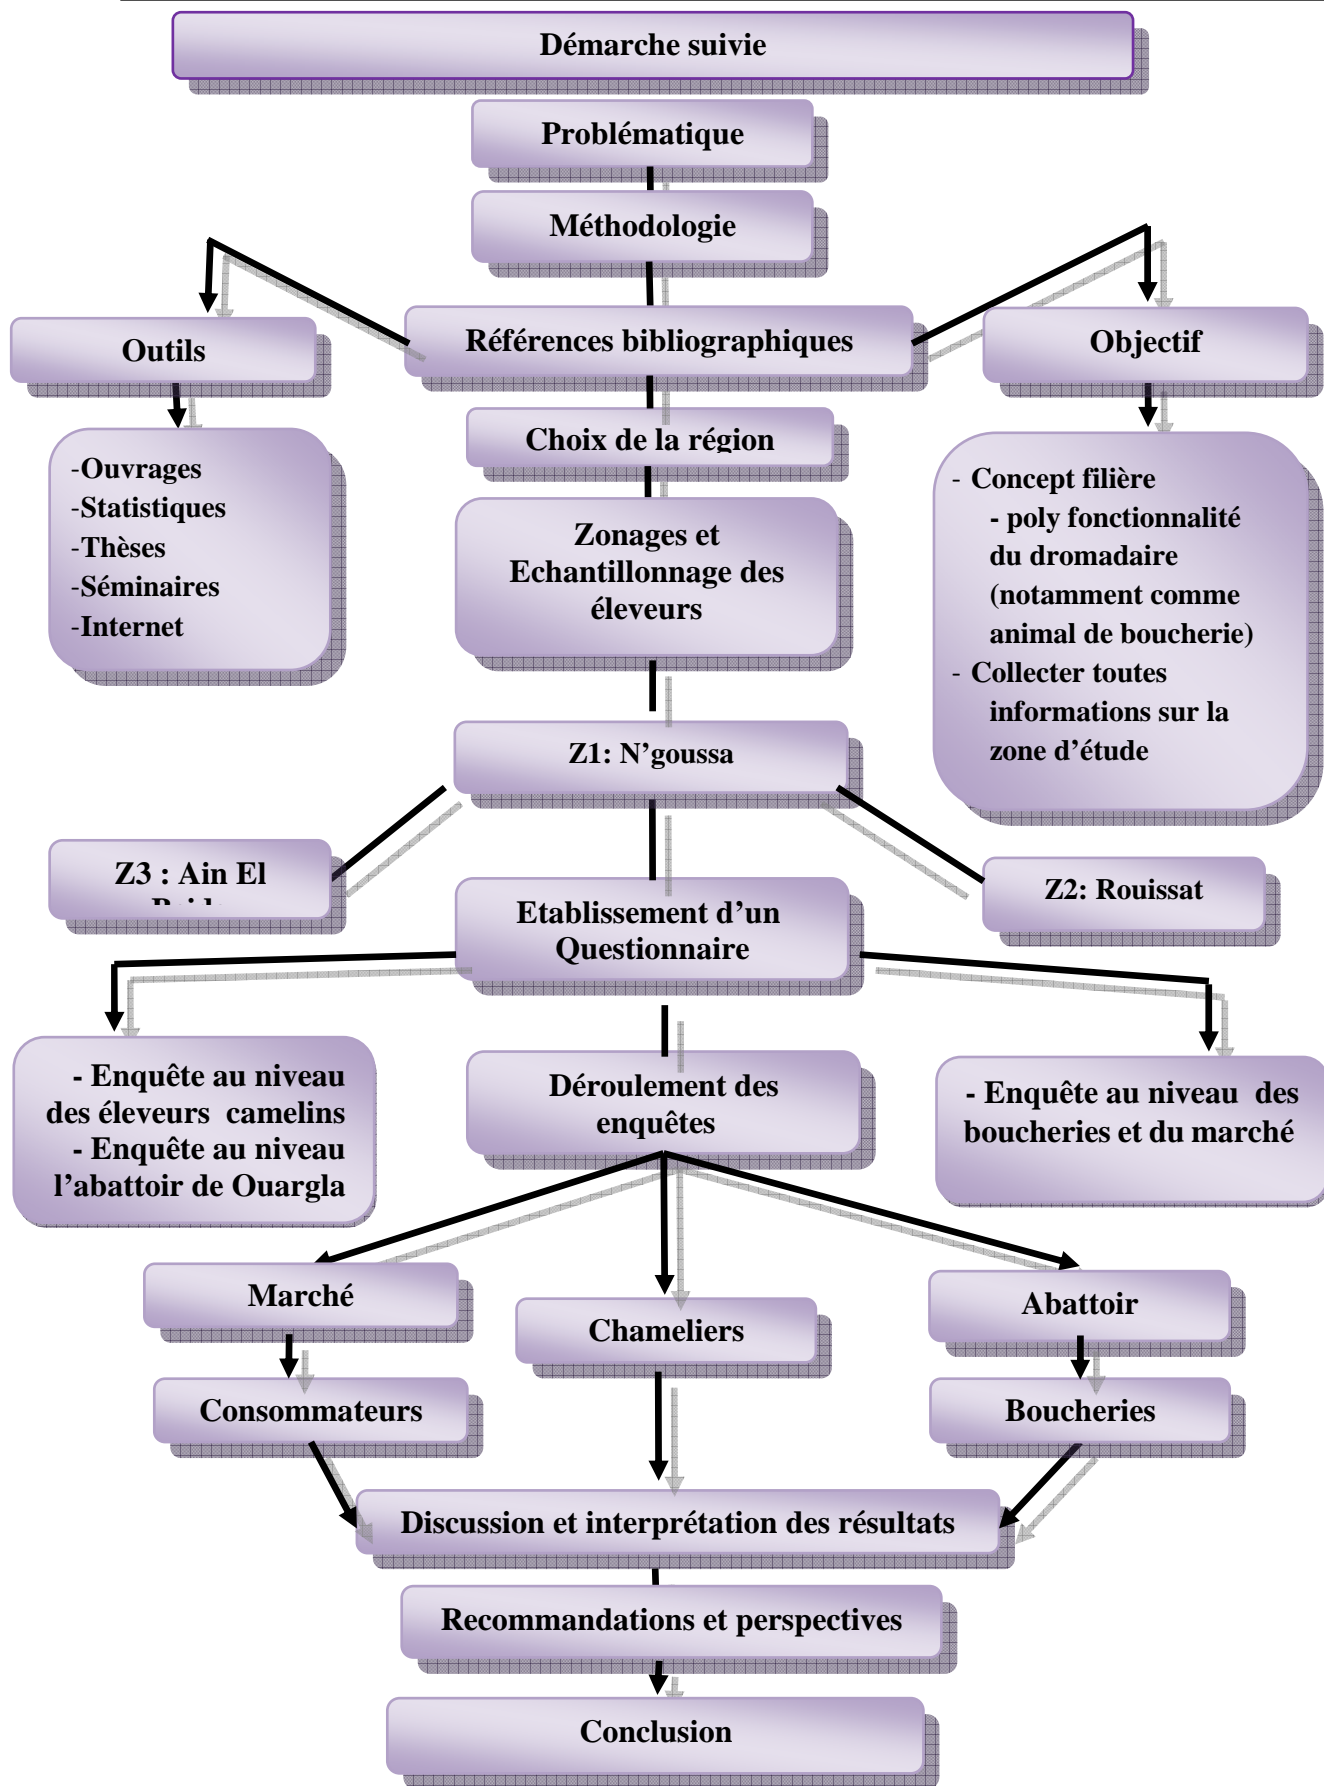 Démarche suivie
Problématique
Méthodologie
Outils
Références bibliographiques
Objectif
-Ouvrages
-Statistiques
-Thèses
-Séminaires
-Internet
Choix de la région
Zonages et
Echantillonnage des
éleveurs
- Concept filière
- poly fonctionnalité
du dromadaire
(notamment comme
animal de boucherie)
- Collecter toutes
informations sur la
zone d’étude
Z1: N’goussa
Z3 : Ain El
Z2: Rouissat
Etablissement d’un
Questionnaire
- Enquête au niveau
des éleveurs camelins
- Enquête au niveau
l’abattoir de Ouargla
Déroulement des
enquêtes
- Enquête au niveau des
boucheries et du marché
Marché
Chameliers
Abattoir
Consommateurs
Boucheries
Discussion et interprétation des résultats
Recommandations et perspectives
Conclusion